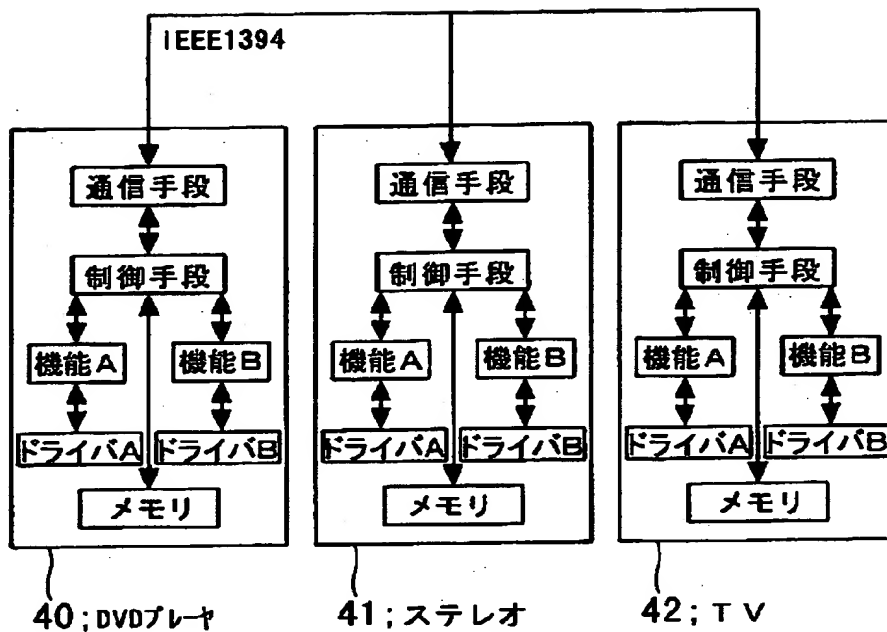 IEEE1394
通信手段
制御手段
機能A
機能B
ドライバA
ドライバB
メモリ
40;DVDプレーヤ
通信手段
制御手段
機能A
機能B
ドライバA
ドライバB
メモリ
41;ステレオ
通信手段
制御手段
機能A
機能B
ドライバA
ドライバB
メモリ
42;TV